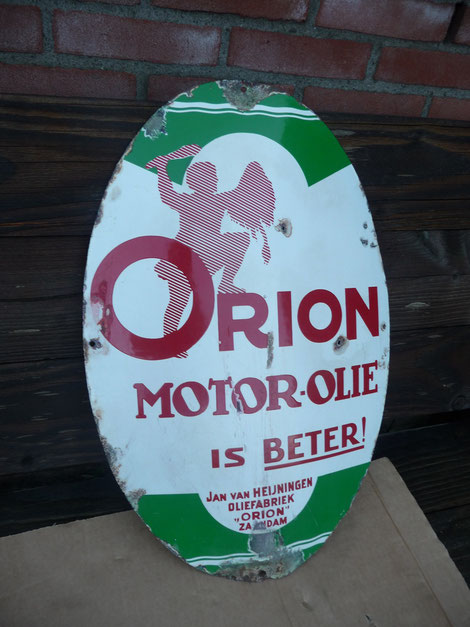 ORION
MOTOR-OLIE
IS BETER!
JAN VAN HEIJNINGEN
OLIEFABRIEK
„ORION"
ZAANDAM